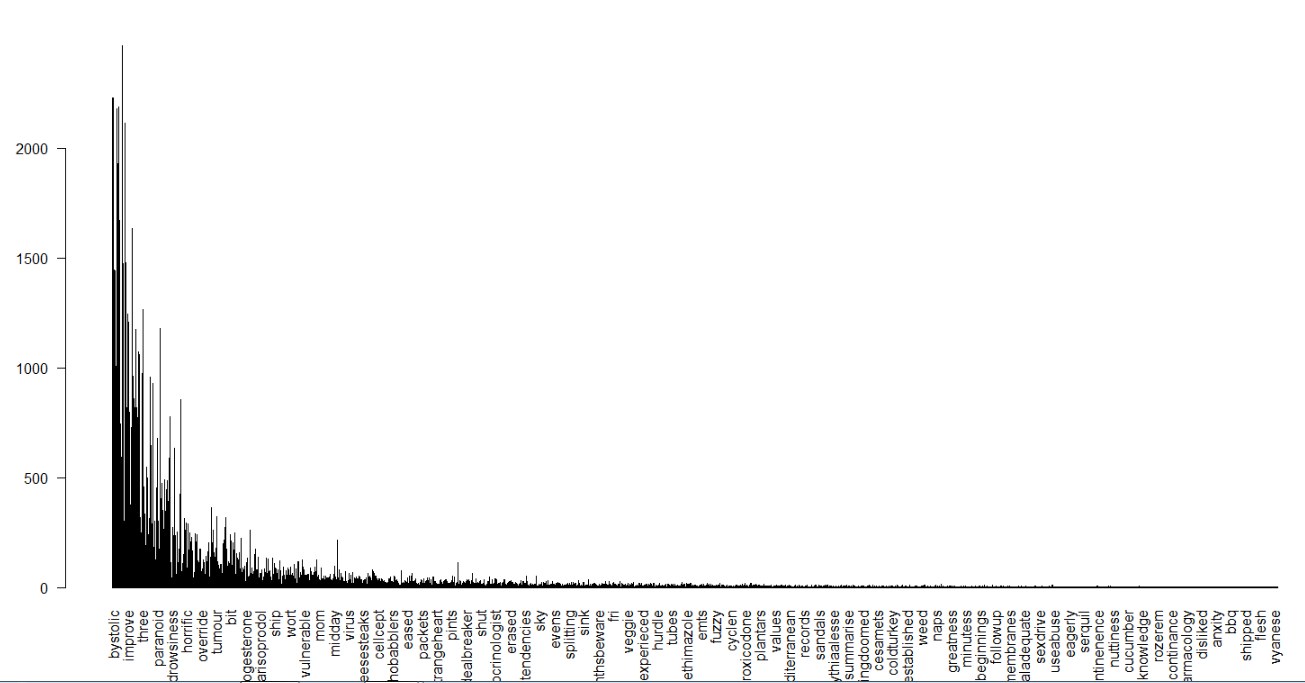 2000
1500
1000
500
0
bystolic
improve
three
paranoid
drowsiness
horrific
override
tumour
bit
ogesterone
arisoprodol
ship
wort
vulnerable
mom
midday
virus
eesesteaks
cellcept
hobabblers
eased
packets
trangeheart
pints
lealbreaker
shut
ocrinologist
erased
tendencies
sky
evens
splitting
sink
nthsbeware
fri
veggie
experieced
hurdle
tubes
ethimazole
emts
fuzzy
cyclen
roxicodone
plantars
values
diterranean
records
sandals
ythiaalesse
summarise
ingdoomed
cesamets
coldturkey
established
weed
naps
greatness
minutess
beginnings
followup
nembranes
aladequate
sexdrive
useabuse
eagerly
serquil
ntinenence
nuttiness
cucumber
knowledge
rozerem
continance
armacology
disliked
anxity
bbq
shipped
flesh
vyanese